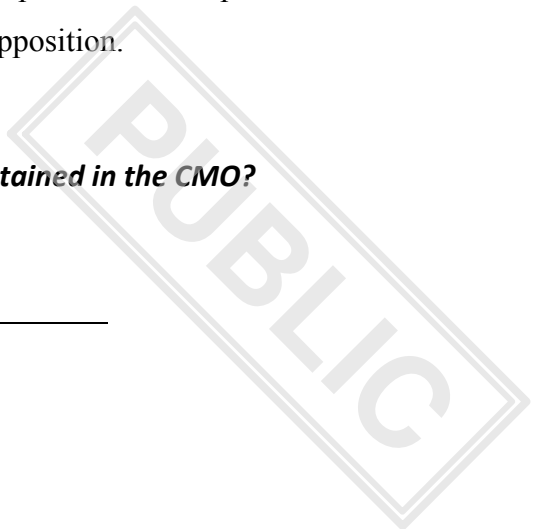 pposition.
tained in the CMO?
PUBLIC